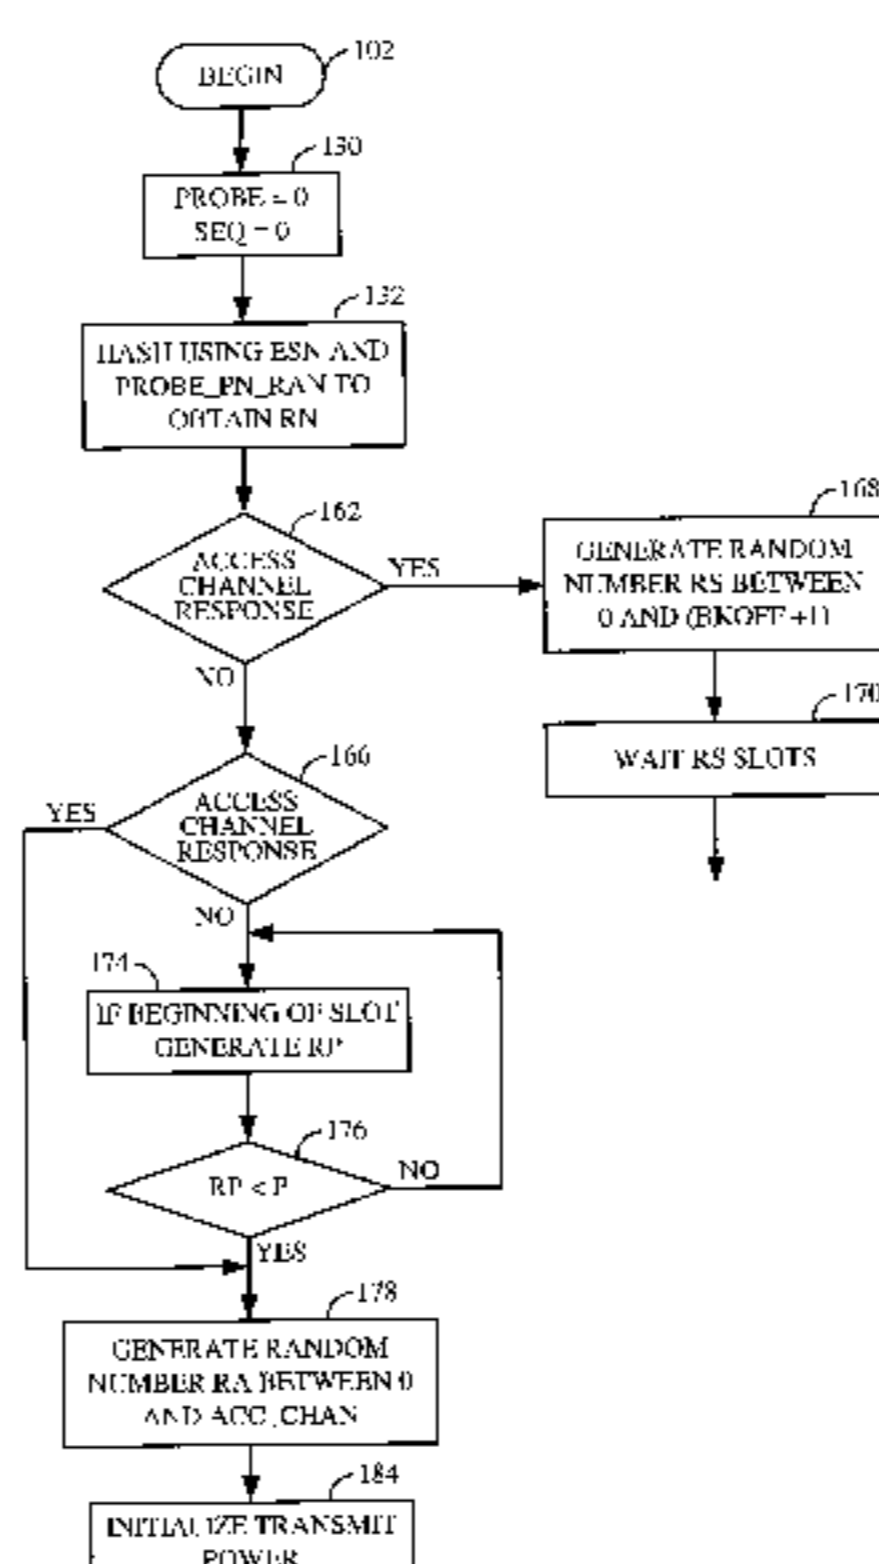 BEGIN
102
130
PROBE = 0
SEQ = 0
132
HASH USING ESN AND
PROBE_PN_RAN TO
OBTAIN RN
162
ACCESS
CHANNEL
RESPONSE
YES
NO
168
GENERATE RANDOM
NUMBER RS BETWEEN
0 AND (BKOFF +1)
170
WAIT RS SLOTS
166
ACCESS
CHANNEL
RESPONSE
YES
NO
174
IF BEGINNING OF SLOT
GENERATE RP
176
RP < P
NO
YES
178
GENERATE RANDOM
NUMBER RA BETWEEN 0
AND ACC_CHAN
184
INITIALIZE TRANSMIT
POWER